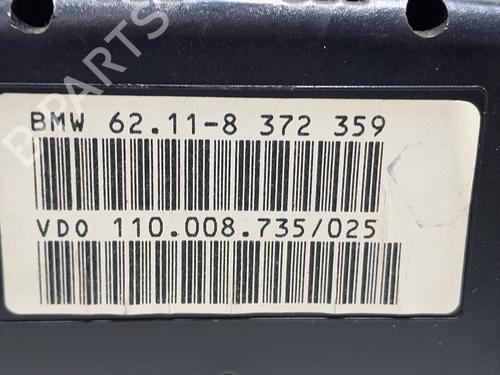 B-PARTS
BMW 62.11-8 372 359
VDO 110.008.735/025